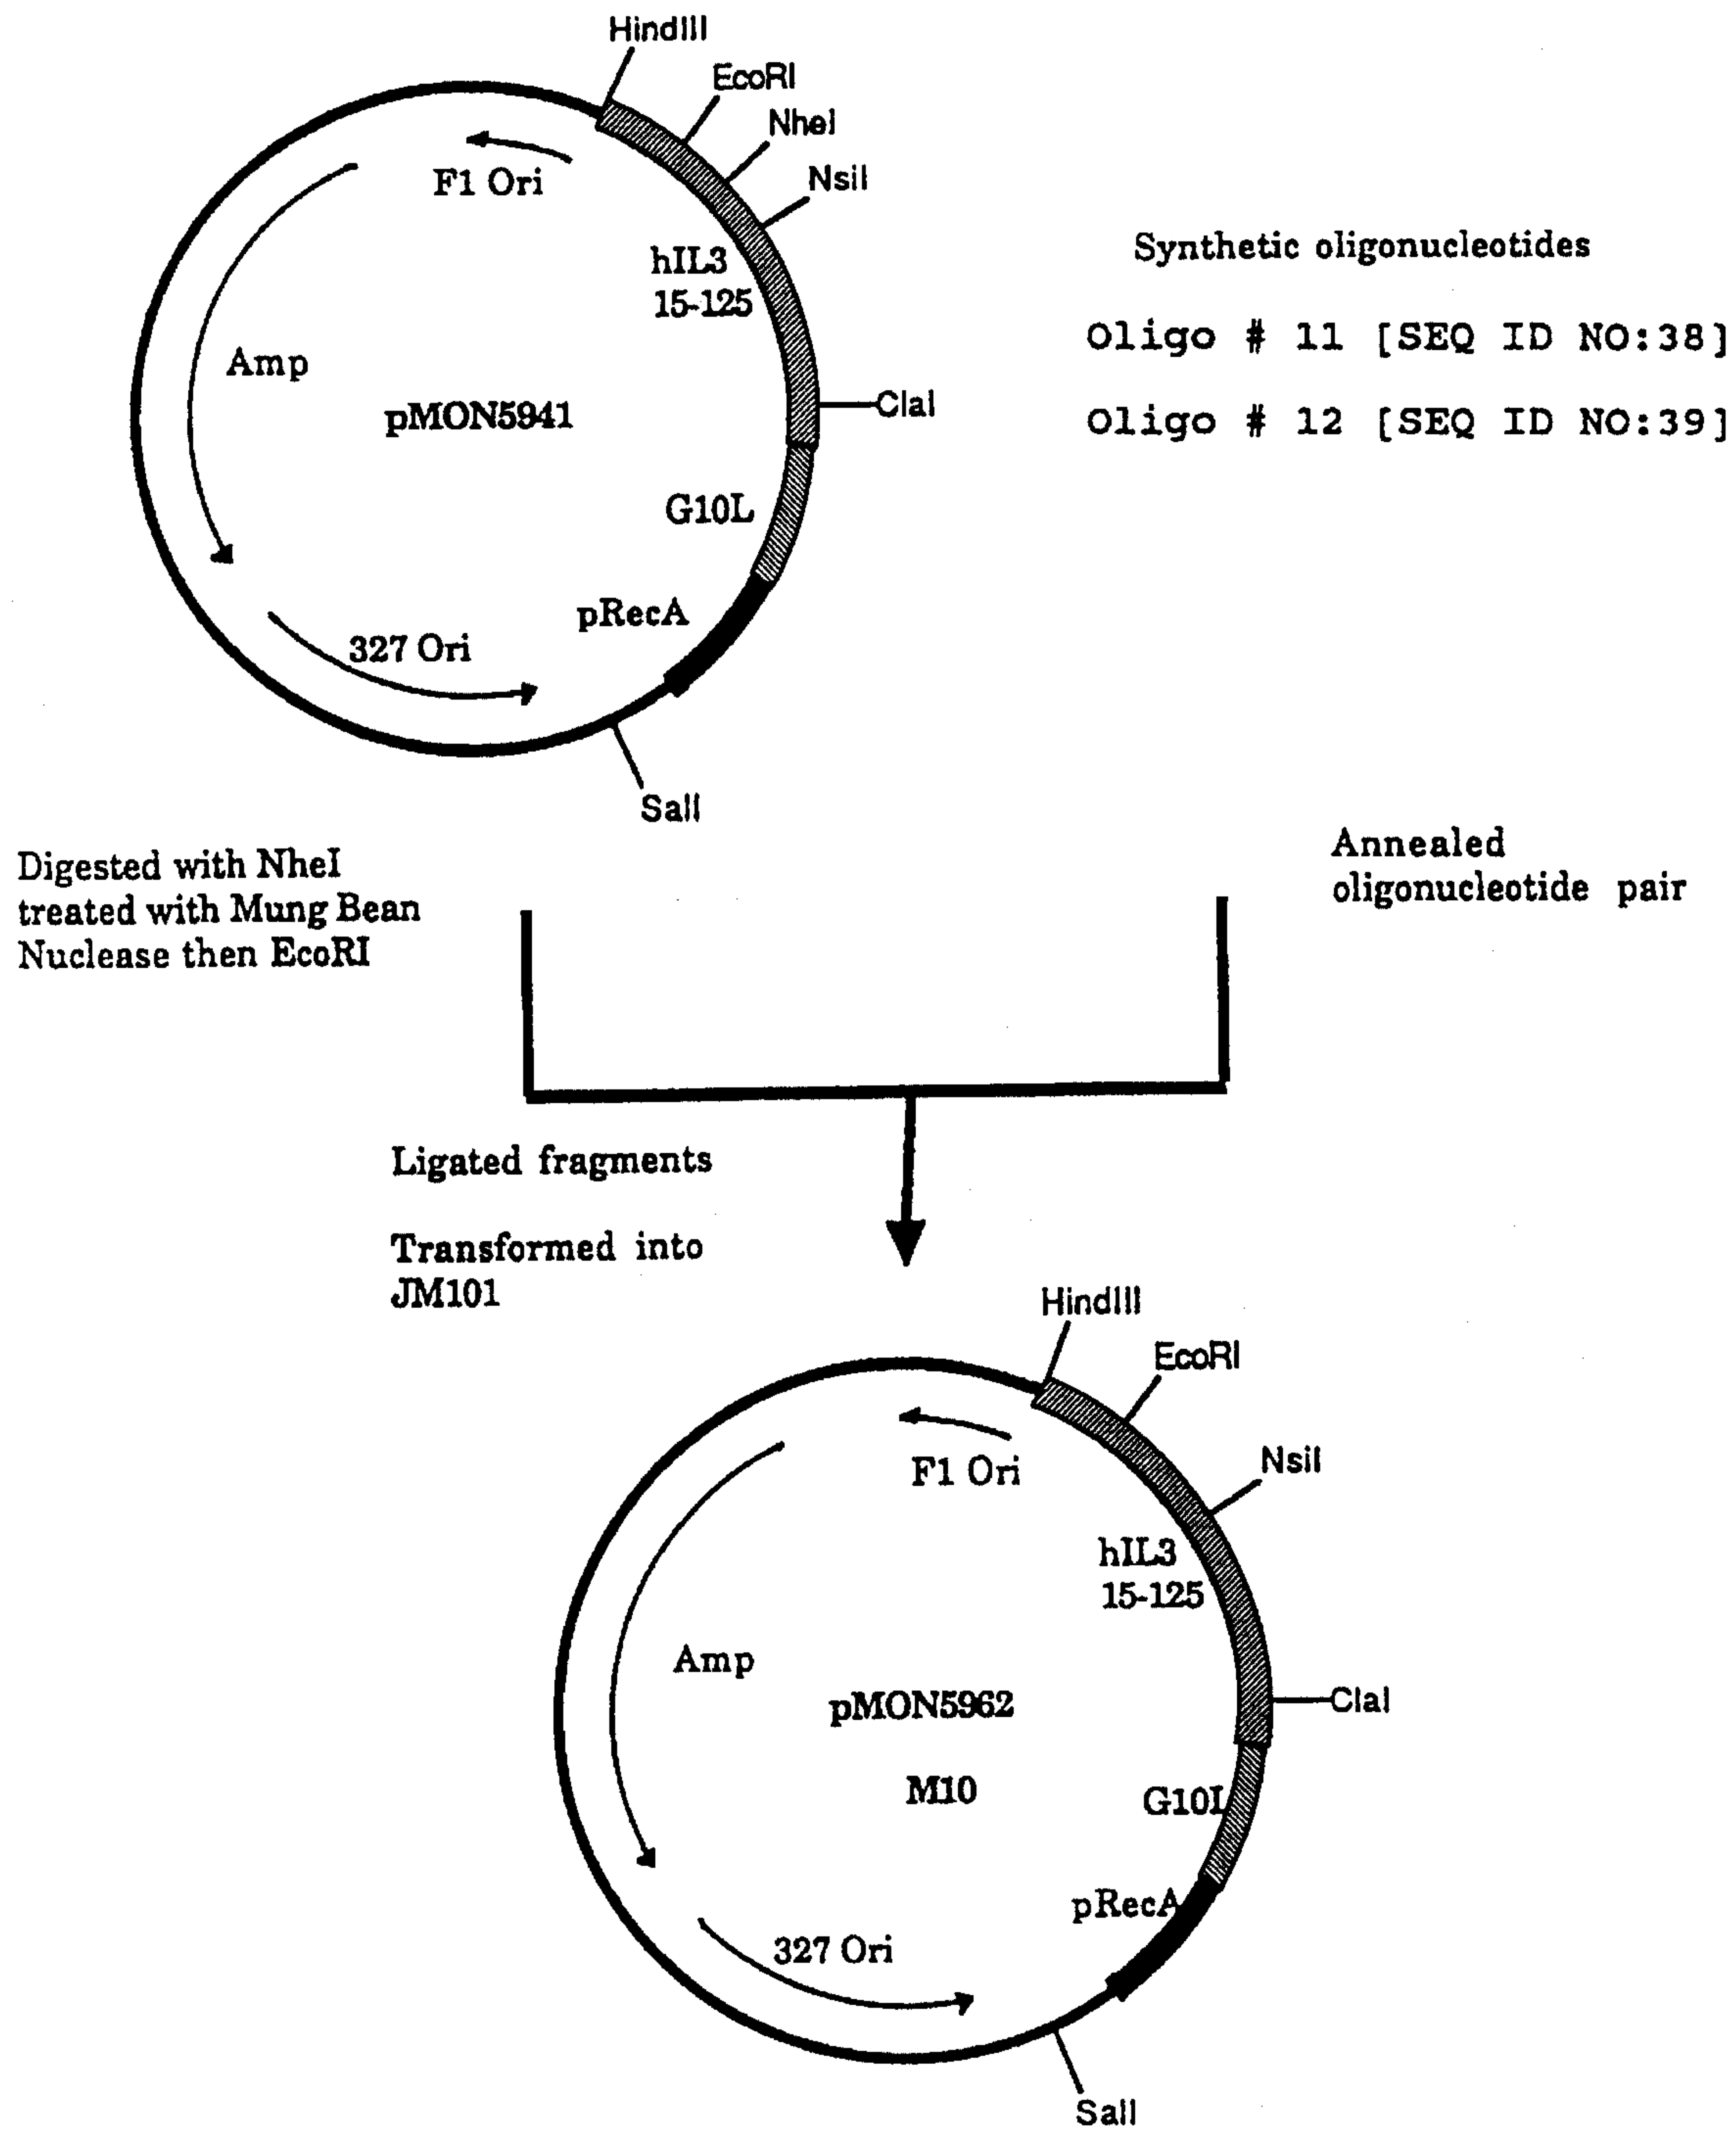 HindIII
EcoRI
NheI
NsiI
F1 Ori
hIL3
15-125
Amp
pMON5941
ClaI
G10L
pRecA
327 Ori
SalI
Synthetic oligonucleotides
Oligo # 11 [SEQ ID NO:38]
Oligo # 12 [SEQ ID NO:39]
Digested with NheI
treated with Mung Bean
Nuclease then EcoRI
Annealed
oligonucleotide pair
Ligated fragments
Transformed into
JM101
HindIII
EcoRI
NsiI
F1 Ori
hIL3
15-125
Amp
pMON5962
M10
ClaI
G10L
pRecA
327 Ori
SalI